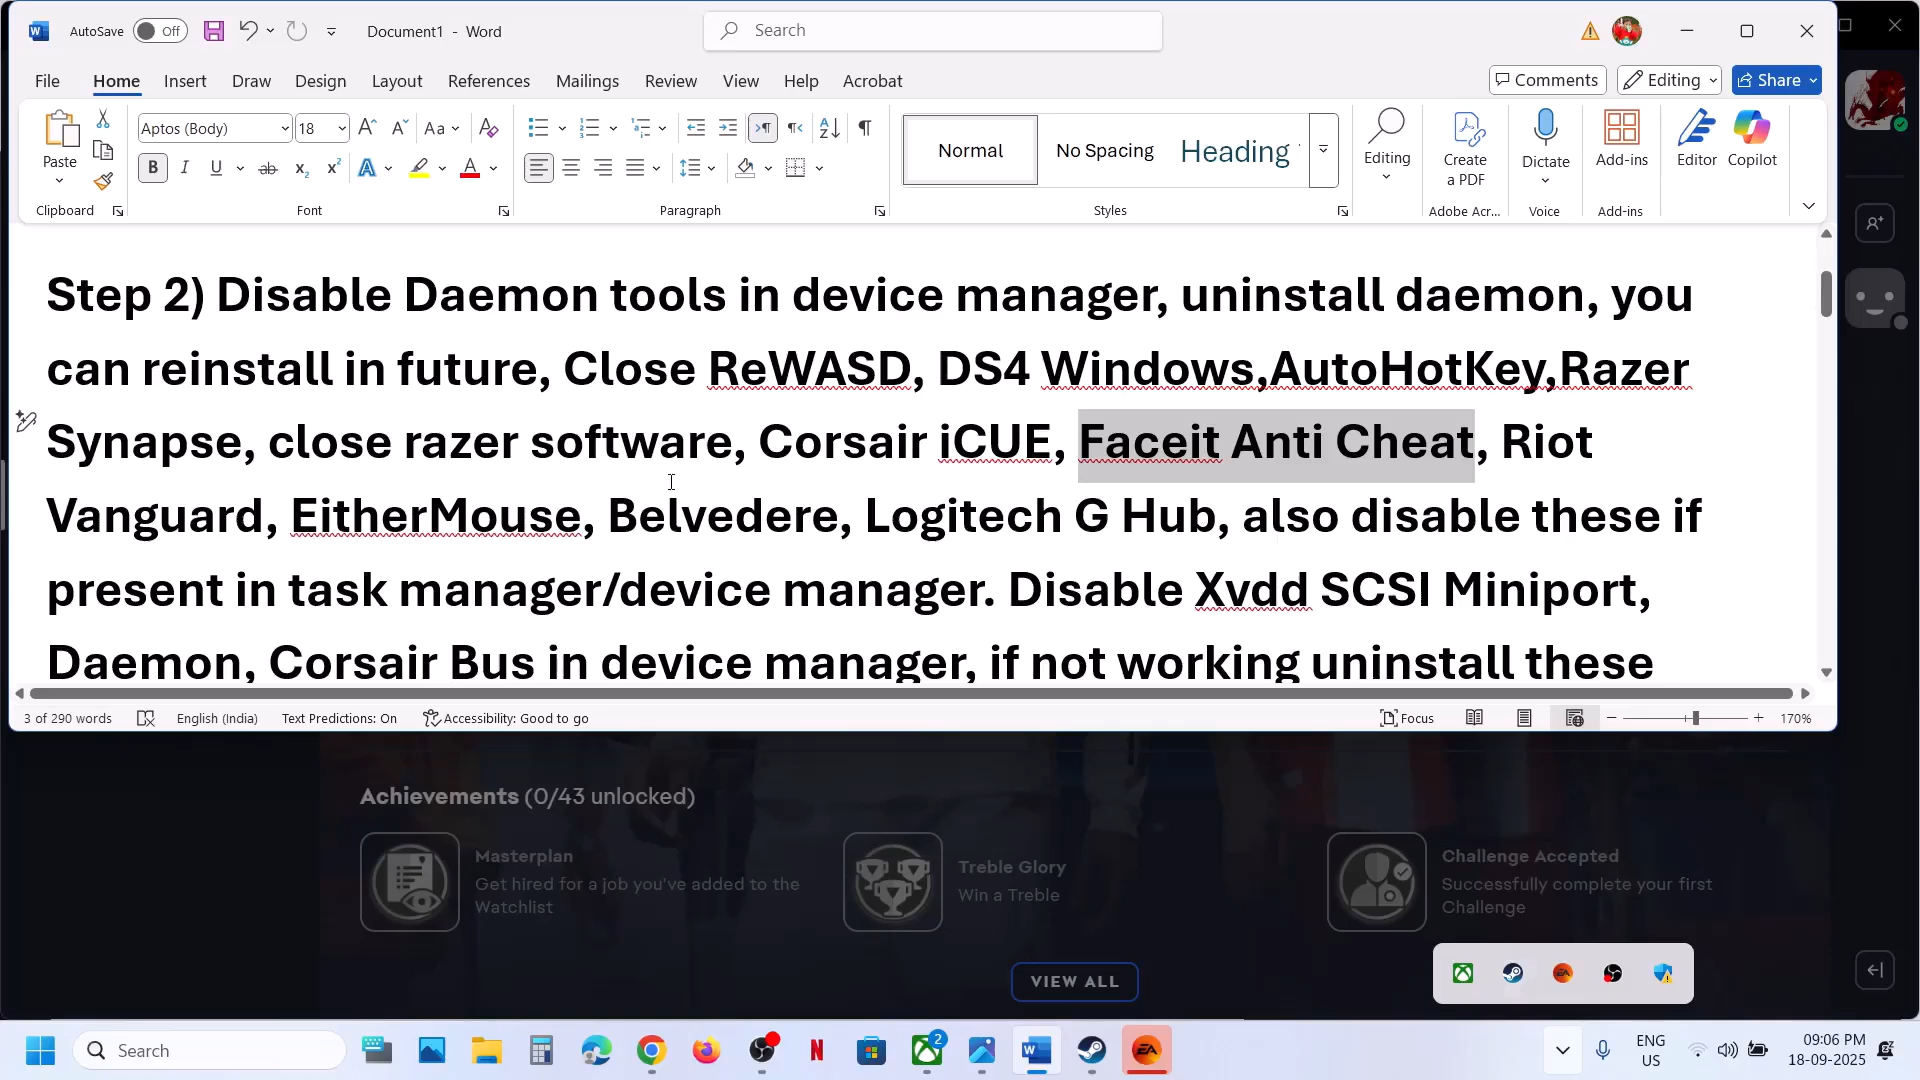 AutoSave Off Document1 - Word Search
File Home Insert Draw Design Layout References Mailings Review View Help Acrobat Comments Editing Share
Paste Aptos (Body) 18 Aa Normal No Spacing Heading Editing Create a PDF Dictate Add-ins Editor Copilot
Clipboard Font Paragraph Styles Adobe Acr... Voice Add-ins
Step 2) Disable Daemon tools in device manager, uninstall daemon, you
can reinstall in future, Close ReWASD, DS4 Windows,AutoHotKey,Razer
Synapse, close razer software, Corsair iCUE, Faceit Anti Cheat, Riot
Vanguard, EitherMouse, Belvedere, Logitech G Hub, also disable these if
present in task manager/device manager. Disable Xvdd SCSI Miniport,
Daemon, Corsair Bus in device manager, if not working uninstall these
3 of 290 words English (India) Text Predictions: On Accessibility: Good to go Focus 170%
Achievements (0/43 unlocked)
Masterplan
Get hired for a job you've added to the
Watchlist
Treble Glory
Win a Treble
Challenge Accepted
Successfully complete your first
Challenge
VIEW ALL
Search 2 ENG
US
09:06 PM
18-09-2025